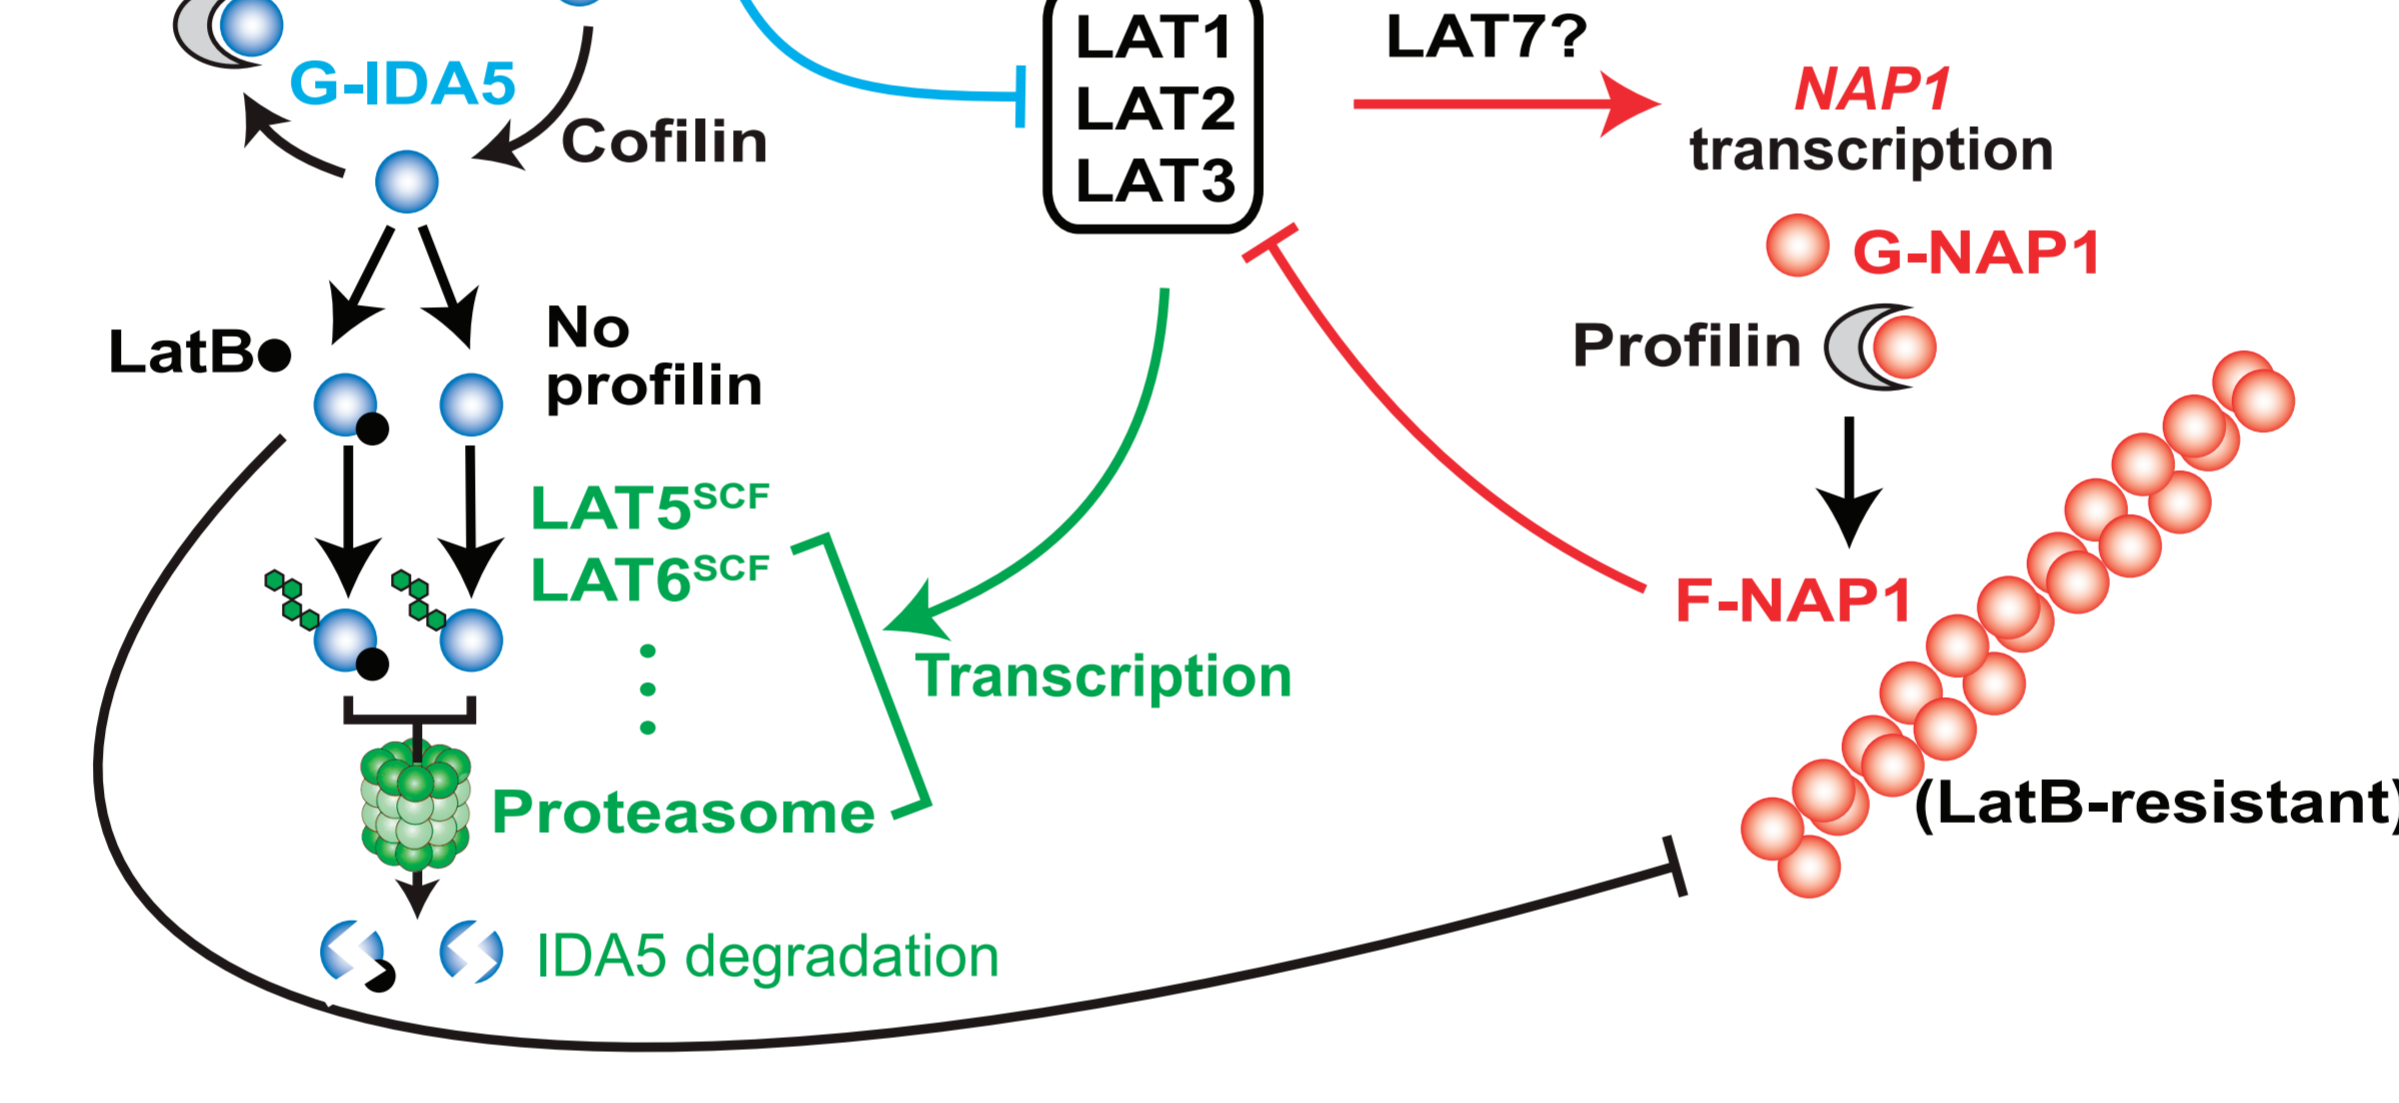 LAT1
LAT2
LAT3
LAT7?
NAP1
transcription
G-IDA5
Cofilin
G-NAP1
Profilin
LatB
No
profilin
LAT5SCF
LAT6SCF
F-NAP1
Transcription
Proteasome
(LatB-resistant)
IDA5 degradation